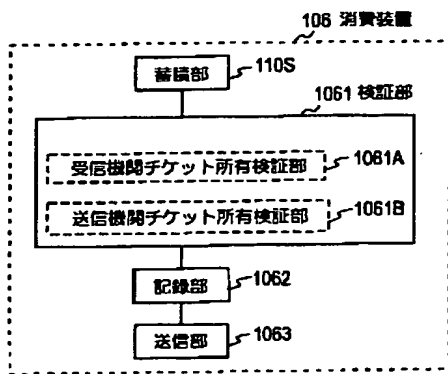 106 消費装置
蓄積部
110S
1061 検証部
受信機関チケット所有検証部
1061A
送信機関チケット所有検証部
1061B
記録部
1062
送信部
1063